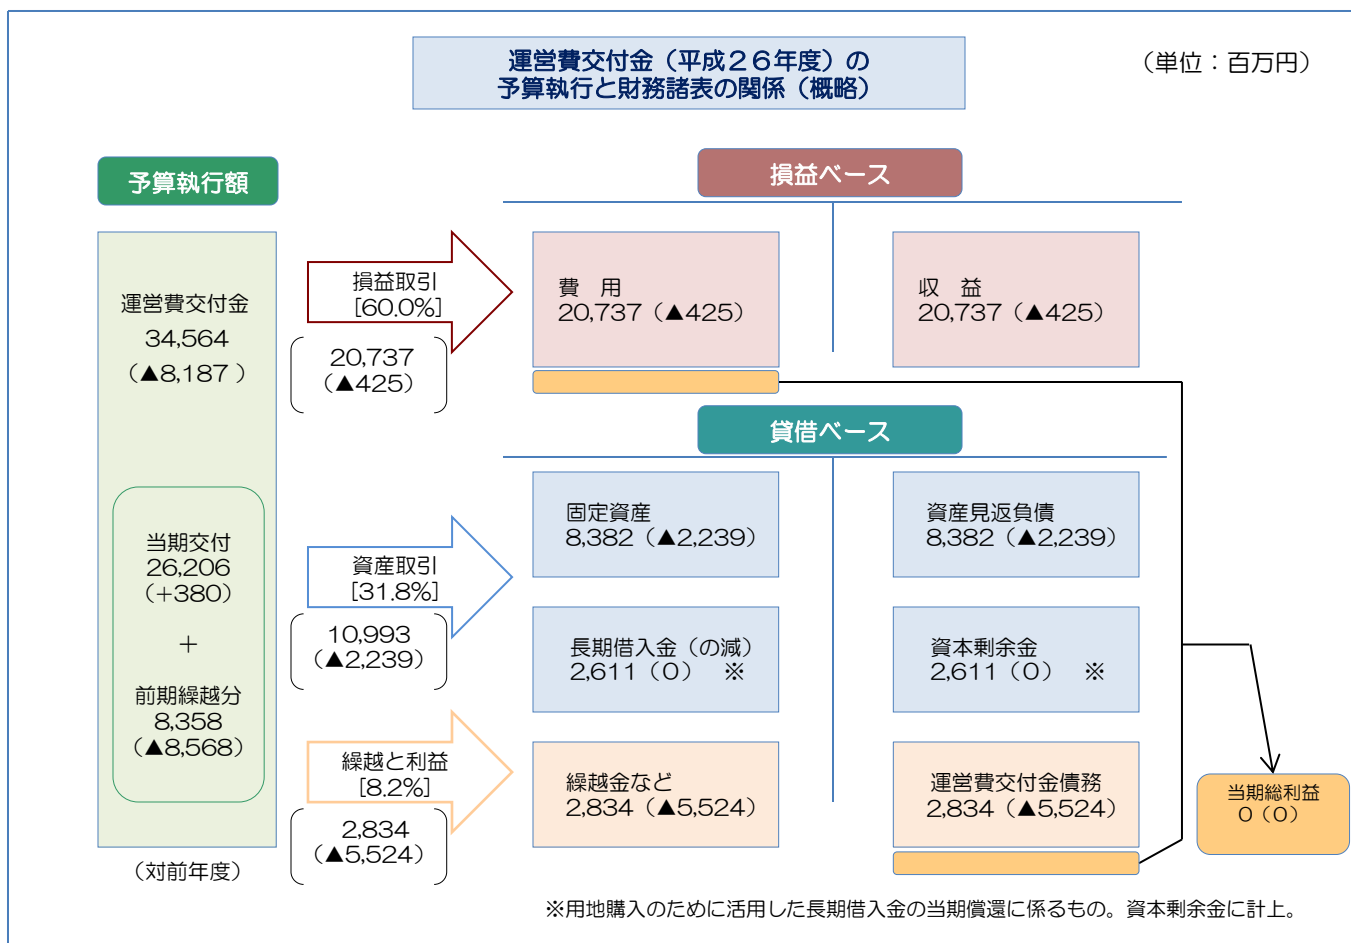 運営費交付金（平成２６年度）の
予算執行と財務諸表の関係（概略）
（単位：百万円）
予算執行額
運営費交付金
34,564
（▲8,187 ）
当期交付
26,206
（+380）
＋
前期繰越分
8,358
（▲8,568）
（対前年度）
損益取引
[60.0%]
20,737
（▲425）
資産取引
[31.8%]
10,993
（▲2,239）
繰越と利益
[8.2%]
2,834
（▲5,524）
損益ベース
費　用
20,737（▲425）
収　益
20,737（▲425）
貸借ベース
固定資産
8,382（▲2,239）
資産見返負債
8,382（▲2,239）
長期借入金（の減）
2,611（０）　※
資本剰余金
2,611（０）　※
繰越金など
2,834（▲5,524）
運営費交付金債務
2,834（▲5,524）
当期総利益
０（０）
※用地購入のために活用した長期借入金の当期償還に係るもの。資本剰余金に計上。